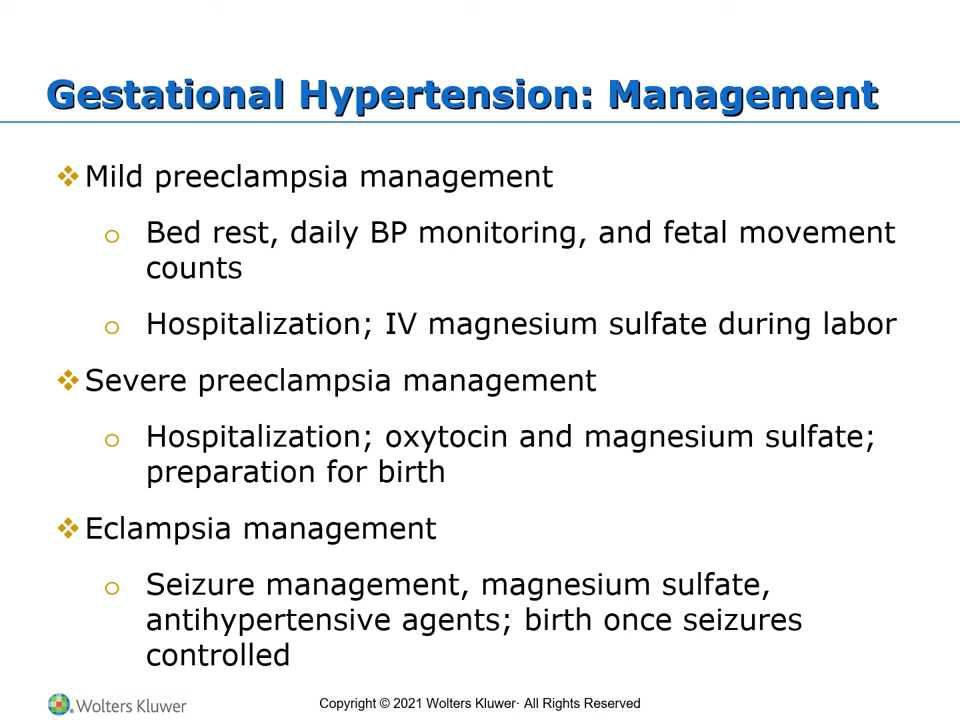 Gestational Hypertension: Management
❖ Mild preeclampsia management
o Bed rest, daily BP monitoring, and fetal movement
counts
o Hospitalization; IV magnesium sulfate during labor
❖ Severe preeclampsia management
o Hospitalization; oxytocin and magnesium sulfate;
preparation for birth
❖ Eclampsia management
o Seizure management, magnesium sulfate,
antihypertensive agents; birth once seizures
controlled
Wolters Kluwer
Copyright © 2021 Wolters Kluwer· All Rights Reserved